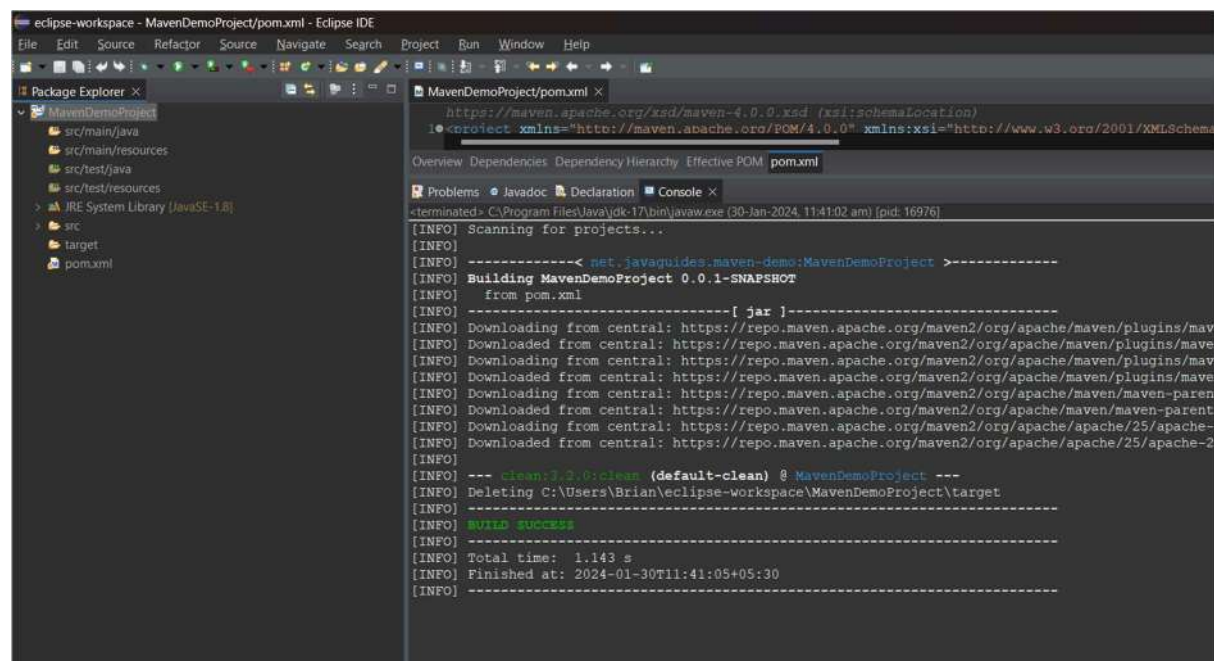 eclipse-workspace - MavenDemoProject/pom.xml - Eclipse IDE
File Edit Source Refactor Source Navigate Search Project Run Window Help
Package Explorer
MavenDemoProject
src/main/java
src/main/resources
src/test/java
src/test/resources
JRE System Library [JavaSE-1.8]
src
target
pom.xml
MavenDemoProject/pom.xml
https://maven.apache.org/xsd/maven-4.0.0.xsd (xsi:schemaLocation)
1 <project xmlns="http://maven.apache.org/POM/4.0.0" xmlns:xsi="http://www.w3.org/2001/XMLSchema
Overview Dependencies Dependency Hierarchy Effective POM pom.xml
Problems Javadoc Declaration Console
<terminated> C:\Program Files\Java\jdk-17\bin\javaw.exe (30-Jan-2024, 11:41:02 am) [pid: 16976]
[INFO] Scanning for projects...
[INFO]
[INFO] -------------< net.javaguides.maven-demo:MavenDemoProject >-------------
[INFO] Building MavenDemoProject 0.0.1-SNAPSHOT
[INFO]   from pom.xml
[INFO] --------------------------------[ jar ]---------------------------------
[INFO] Downloading from central: https://repo.maven.apache.org/maven2/org/apache/maven/plugins/mav
[INFO] Downloaded from central: https://repo.maven.apache.org/maven2/org/apache/maven/plugins/mave
[INFO] Downloading from central: https://repo.maven.apache.org/maven2/org/apache/maven/plugins/mav
[INFO] Downloaded from central: https://repo.maven.apache.org/maven2/org/apache/maven/plugins/mave
[INFO] Downloading from central: https://repo.maven.apache.org/maven2/org/apache/maven/maven-paren
[INFO] Downloaded from central: https://repo.maven.apache.org/maven2/org/apache/maven/maven-parent
[INFO] Downloading from central: https://repo.maven.apache.org/maven2/org/apache/apache/25/apache-
[INFO] Downloaded from central: https://repo.maven.apache.org/maven2/org/apache/apache/25/apache-2
[INFO]
[INFO] --- clean:3.2.0:clean (default-clean) @ MavenDemoProject ---
[INFO] Deleting C:\Users\Brian\eclipse-workspace\MavenDemoProject\target
[INFO] ------------------------------------------------------------------------
[INFO] BUILD SUCCESS
[INFO] ------------------------------------------------------------------------
[INFO] Total time:  1.143 s
[INFO] Finished at: 2024-01-30T11:41:05+05:30
[INFO] ------------------------------------------------------------------------